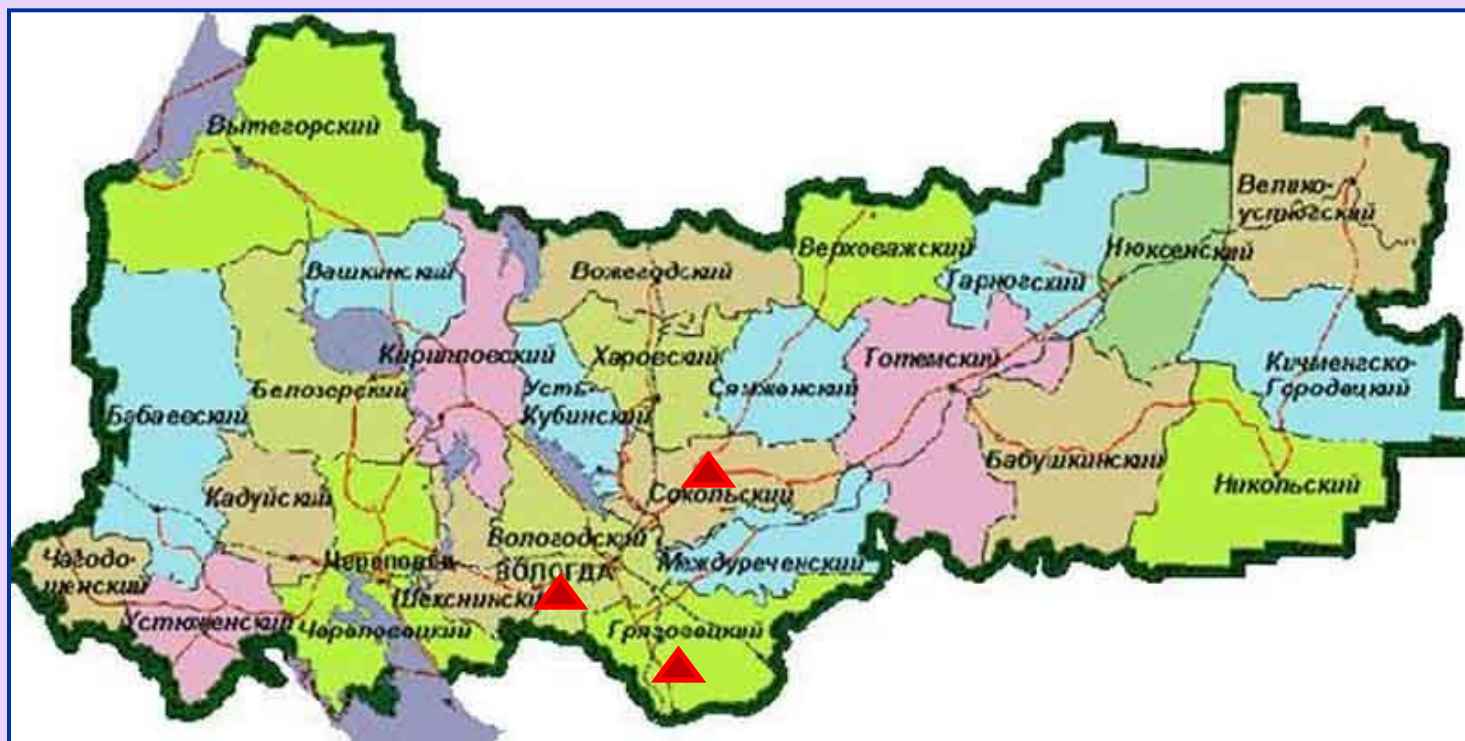 Вытегорский
Велико-
устюгский
Вашкинский
Вожегодский
Верховажский
Тарногский
Нюксенский
Кирилловский
Харовский
Тотемский
Кичменгско-
Городецкий
Белозерский
Усть-
Кубинский
Сямженский
Бабаевский
Бабушкинский
Никольский
Кадуйский
Сокольский
Вологодский
Чагодо-
щенский
Череповец
ВОЛОГДА
Междуреченский
Шекснинский
Устюженский
Череповецкий
Грязовецкий